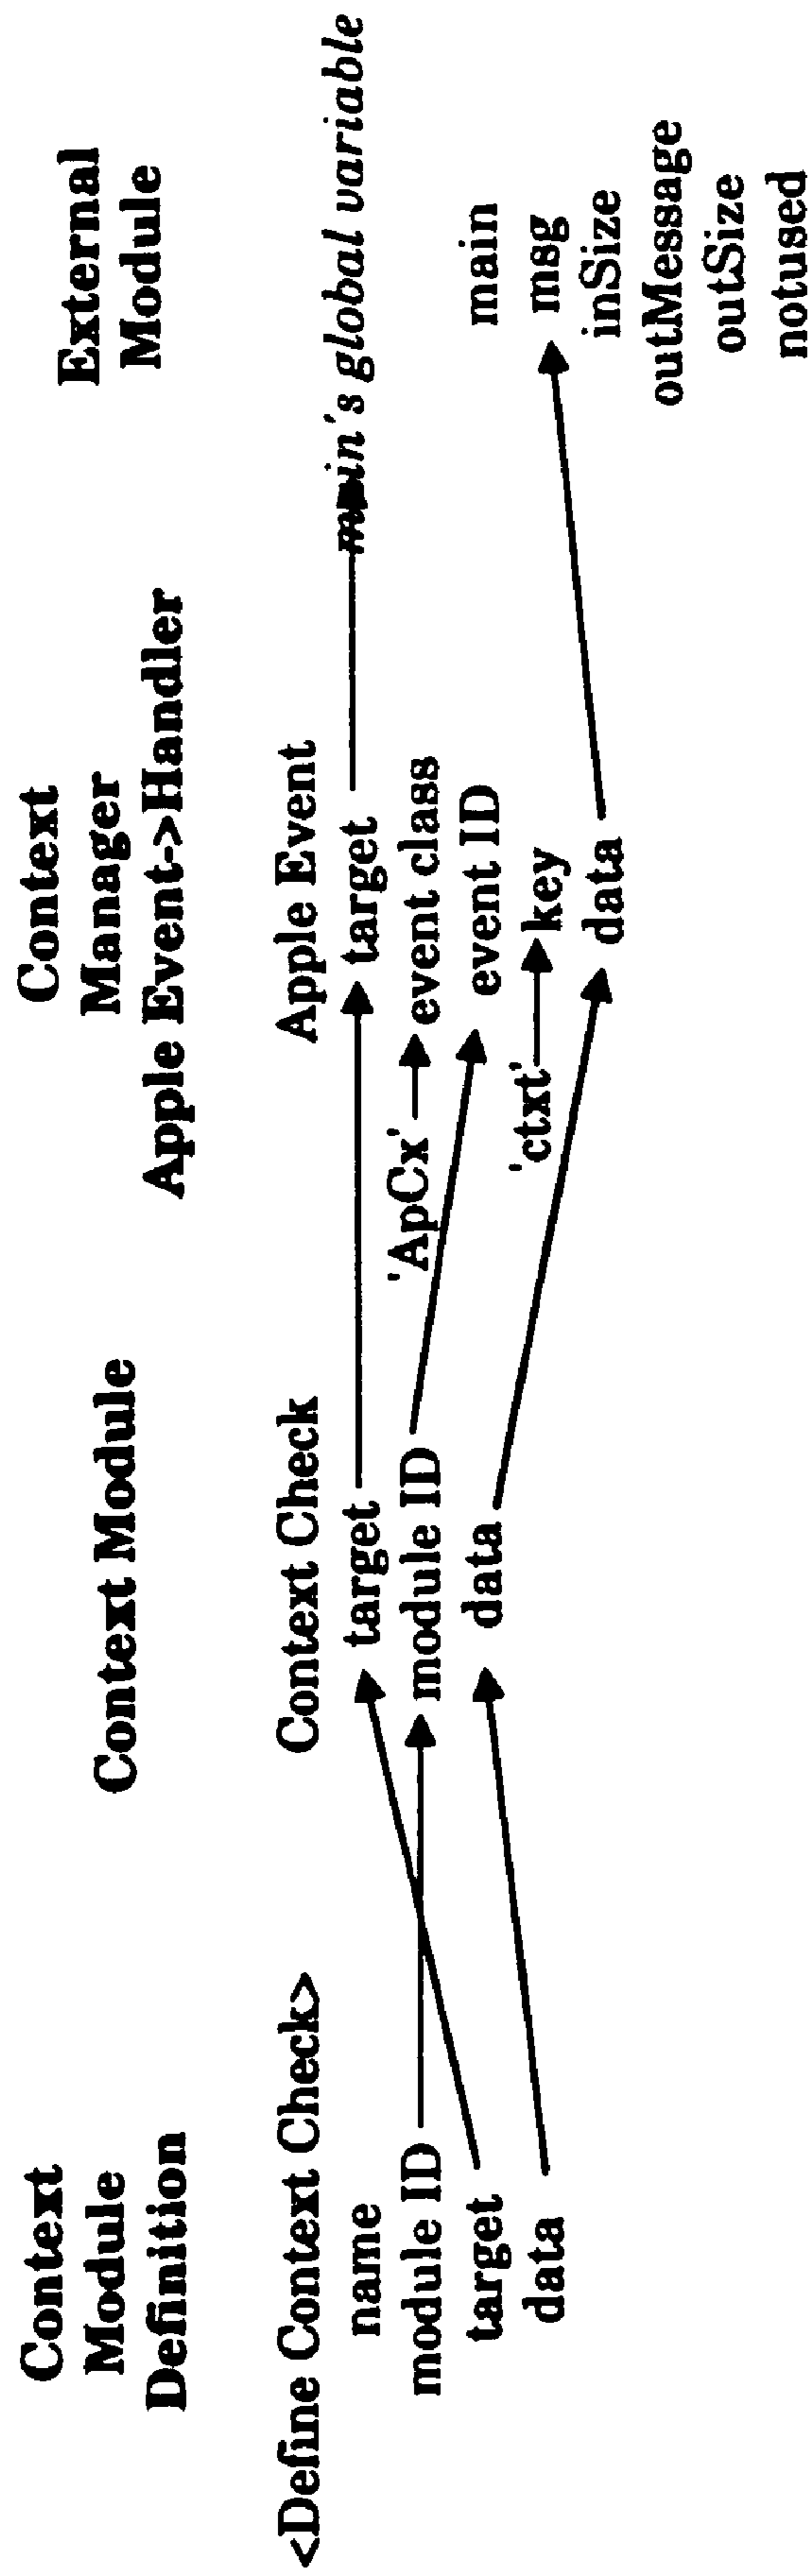 Context
Module
Definition
<Define Context Check>
name
module ID
target
data
Context Module
Context Check
target
module ID
data
Context
Manager
Apple Event->Handler
Apple Event
target
'ApCx' event class
event ID
'ctxt' key
data
External
Module
main's global variable
main
msg
inSize
outMessage
outSize
notused